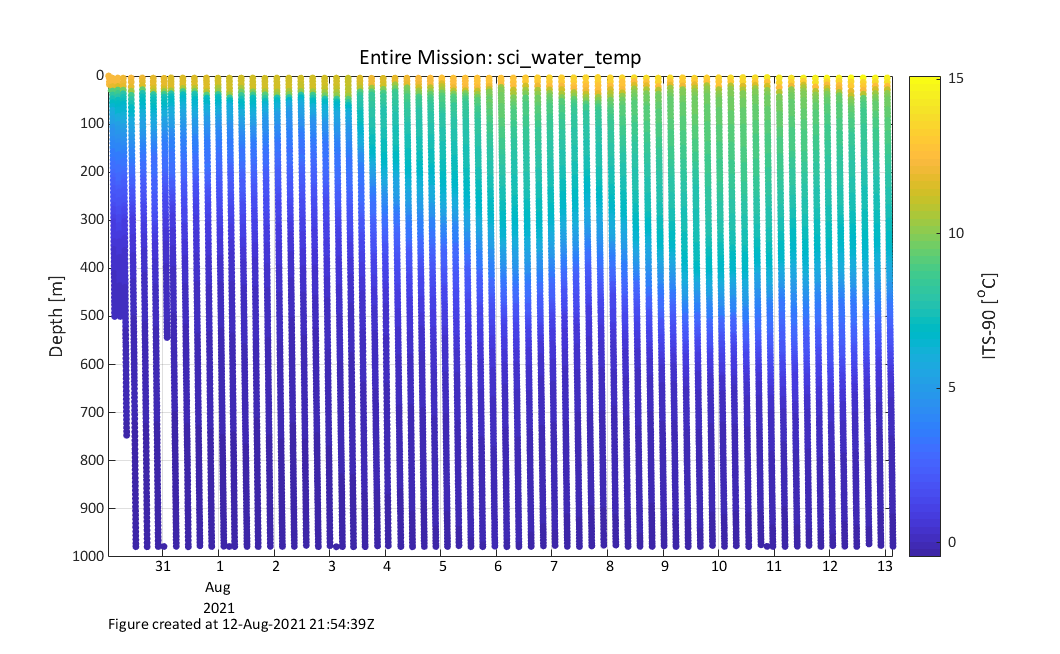 Entire Mission: sci_water_temp
0
100
200
300
400
500
600
700
800
900
1000
Depth [m]
31 1 2 3 4 5 6 7 8 9 10 11 12 13
Aug
2021
15
10
5
0
ITS-90 [°C]
Figure created at 12-Aug-2021 21:54:39Z